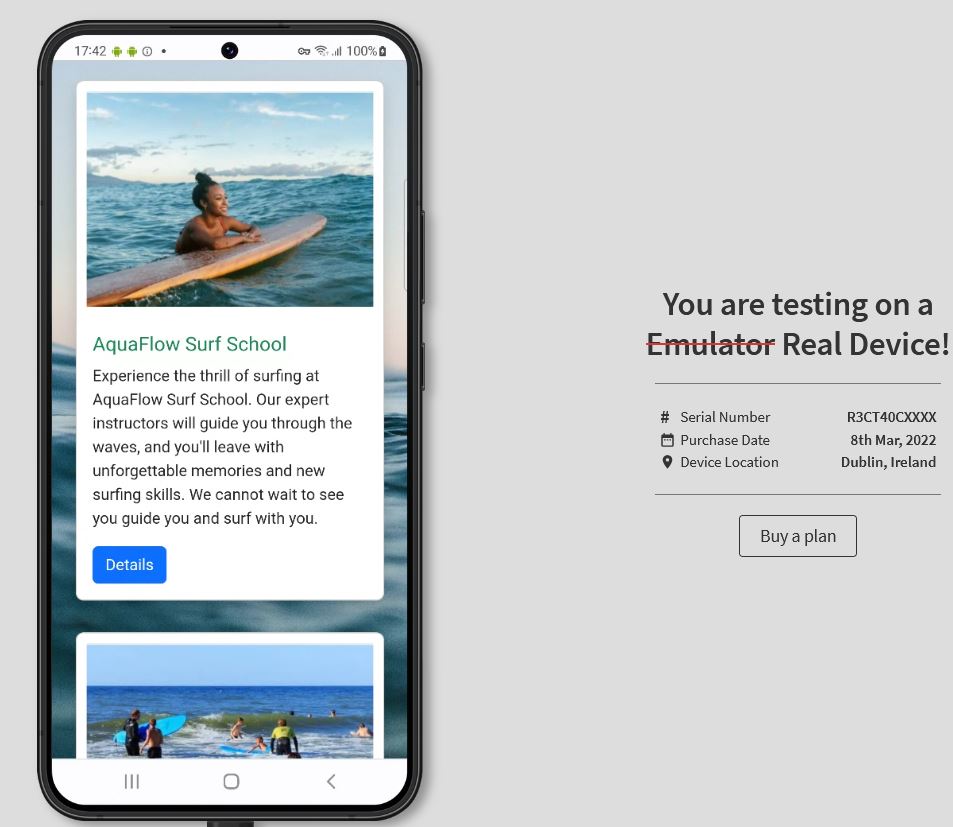 17:42
100%
AquaFlow Surf School
Experience the thrill of surfing at
AquaFlow Surf School. Our expert
instructors will guide you through the
waves, and you'll leave with
unforgettable memories and new
surfing skills. We cannot wait to see
you guide you and surf with you.
Details
You are testing on a
Emulator Real Device!
# Serial Number R3CT40CXXXX
Purchase Date 8th Mar, 2022
Device Location Dublin, Ireland
Buy a plan